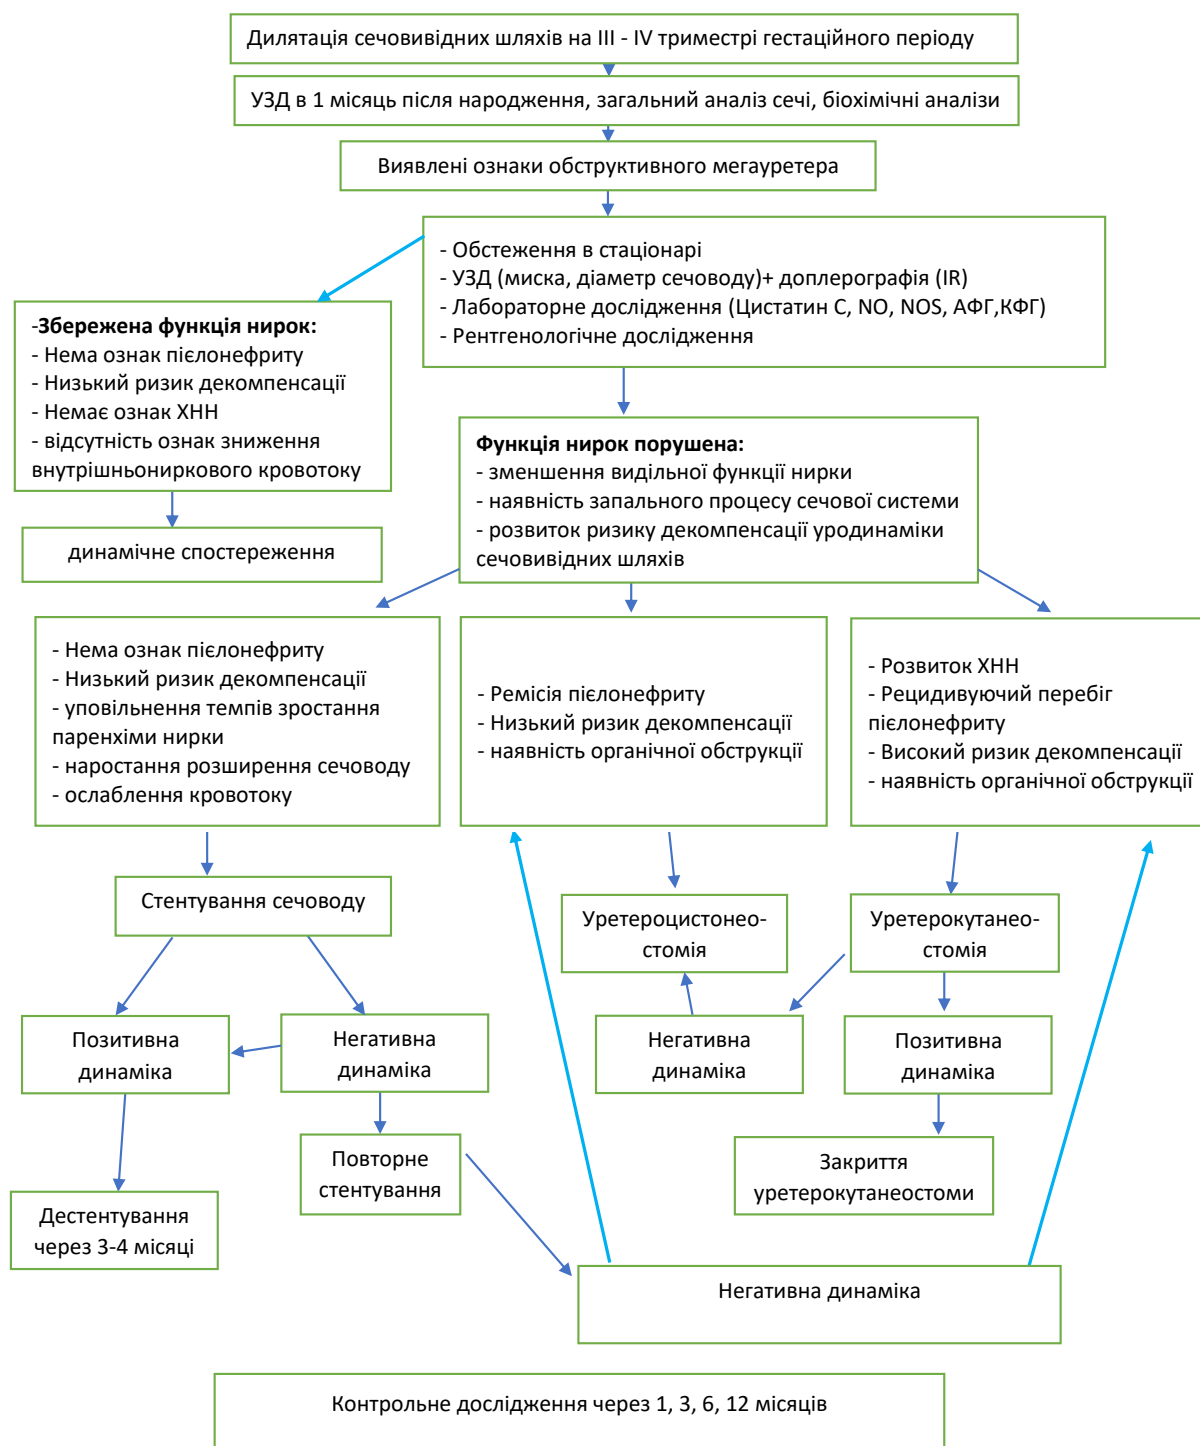 Дилятація сечовивідних шляхів на III - IV триместрі гестаційного періоду
УЗД в 1 місяць після народження, загальний аналіз сечі, біохімічні аналізи
Виявлені ознаки обструктивного мегауретера
- Обстеження в стаціонарі
- УЗД (миска, діаметр сечоводу)+ доплерографія (IR)
- Лабораторне дослідження (Цистатин С, NO, NOS, АФГ,КФГ)
- Рентгенологічне дослідження
-Збережена функція нирок:
- Нема ознак пієлонефриту
- Низький ризик декомпенсації
- Немає ознак ХНН
- відсутність ознак зниження
внутрішньониркового кровотоку
динамічне спостереження
Функція нирок порушена:
- зменшення видільної функції нирки
- наявність запального процесу сечової системи
- розвиток ризику декомпенсації уродинаміки
сечовивідних шляхів
- Нема ознак пієлонефриту
- Низький ризик декомпенсації
- уповільнення темпів зростання
паренхіми нирки
- наростання розширення сечоводу
- ослаблення кровотоку
- Ремісія пієлонефриту
- Низький ризик декомпенсації
- наявність органічної обструкції
- Розвиток ХНН
- Рецидивуючий перебіг
пієлонефриту
- Високий ризик декомпенсації
- наявність органічної обструкції
Стентування сечоводу
Уретероцистонео-
стомія
Уретерокутанео-
стомія
Позитивна
динаміка
Негативна
динаміка
Негативна
динаміка
Позитивна
динаміка
Повторне
стентування
Закриття
уретерокутанеостоми
Дестентування
через 3-4 місяці
Негативна динаміка
Контрольне дослідження через 1, 3, 6, 12 місяців